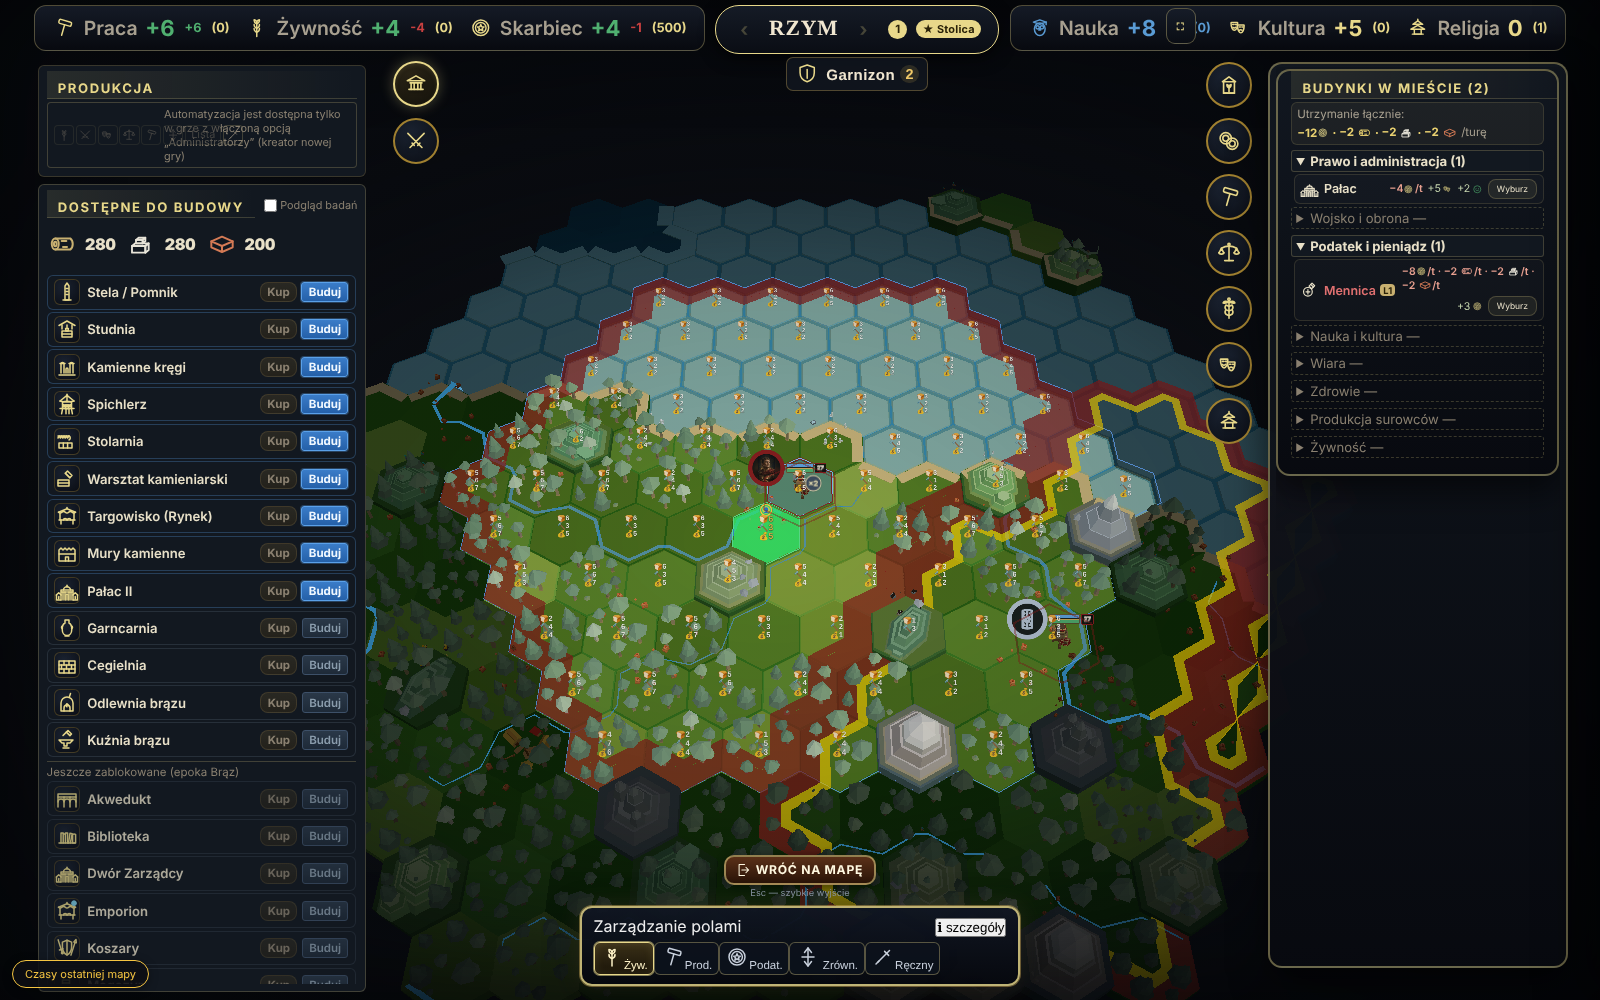 Praca +6 +6 (0) Żywność +4 -4 (0) Skarbiec +4 -1 (500)
‹ RZYM › 1 ★ Stolica
Nauka +8 0) Kultura +5 (0) Religia 0 (1)
Garnizon 2
PRODUKCJA
Automatyzacja jest dostępna tylko
w grze z włączoną opcją
„Administratorzy” (kreator nowej
gry)
DOSTĘPNE DO BUDOWY Podgląd badań
280 280 200
Stela / Pomnik Kup Buduj
Studnia Kup Buduj
Kamienne kręgi Kup Buduj
Spichlerz Kup Buduj
Stolarnia Kup Buduj
Warsztat kamieniarski Kup Buduj
Targowisko (Rynek) Kup Buduj
Mury kamienne Kup Buduj
Pałac II Kup Buduj
Garncarnia Kup Buduj
Cegielnia Kup Buduj
Odlewnia brązu Kup Buduj
Kuźnia brązu Kup Buduj
Jeszcze zablokowane (epoka Brąz)
Akwedukt Kup Buduj
Biblioteka Kup Buduj
Dwór Zarządcy Kup Buduj
Emporion Kup Buduj
Koszary Kup Buduj
Czasy ostatniej mapy
BUDYNKI W MIEŚCIE (2)
Utrzymanie łącznie:
−12 · −2 · −2 · −2 /turę
▼ Prawo i administracja (1)
Pałac −4 /t +5 +2 Wyburz
▶ Wojsko i obrona —
▼ Podatek i pieniądz (1)
Mennica L1 −8 /t · −2 /t · −2 /t ·
−2 /t
+3 Wyburz
▶ Nauka i kultura —
▶ Wiara —
▶ Zdrowie —
▶ Produkcja surowców —
▶ Żywność —
WRÓĆ NA MAPĘ
Esc — szybkie wyjście
Zarządzanie polami i szczegóły
Żyw. Prod. Podat. Zrówn. Ręczny